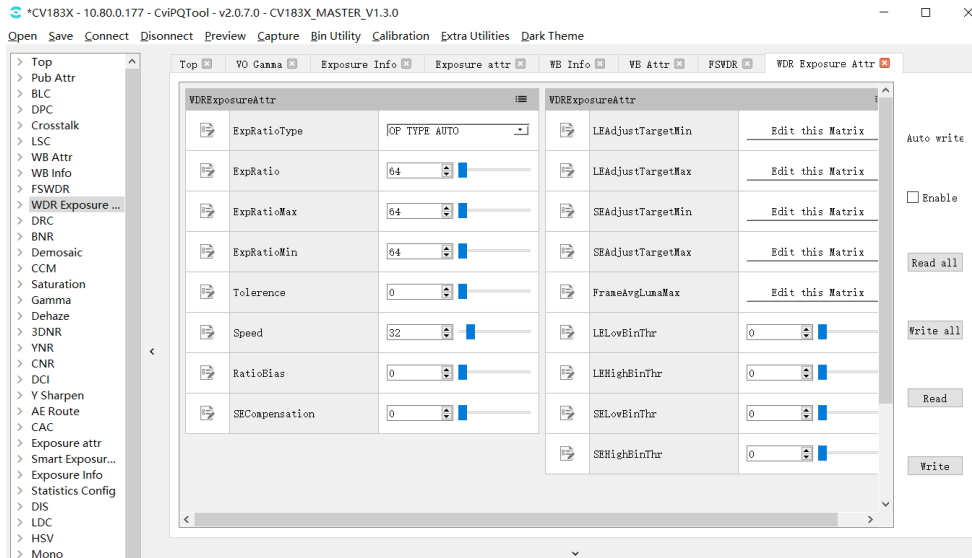 *CV183X - 10.80.0.177 - CviPQTool - v2.0.7.0 - CV183X_MASTER_V1.3.0
Open Save Connect Disonnect Preview Capture Bin Utility Calibration Extra Utilities Dark Theme
Top
Pub Attr
BLC
DPC
Crosstalk
LSC
WB Attr
WB Info
FSWDR
WDR Exposure ...
DRC
BNR
Demosaic
CCM
Saturation
Gamma
Dehaze
3DNR
YNR
CNR
DCI
Y Sharpen
AE Route
CAC
Exposure attr
Smart Exposur...
Exposure Info
Statistics Config
DIS
LDC
HSV
Mono
Top VO Gamma Exposure Info Exposure attr WB Info WB Attr FSWDR WDR Exposure Attr
WDRExposureAttr
ExpRatioType OP TYPE AUTO
ExpRatio 64
ExpRatioMax 64
ExpRatioMin 64
Tolerence 0
Speed 32
RatioBias 0
SECompensation 0
WDRExposureAttr
LEAdjustTargetMin Edit this Matrix
LEAdjustTargetMax Edit this Matrix
SEAdjustTargetMin Edit this Matrix
SEAdjustTargetMax Edit this Matrix
FrameAvgLumaMax Edit this Matrix
LELowBinThr 0
LEHighBinThr 0
SELowBinThr 0
SEHighBinThr 0
Auto write
Enable
Read all
Write all
Read
Write